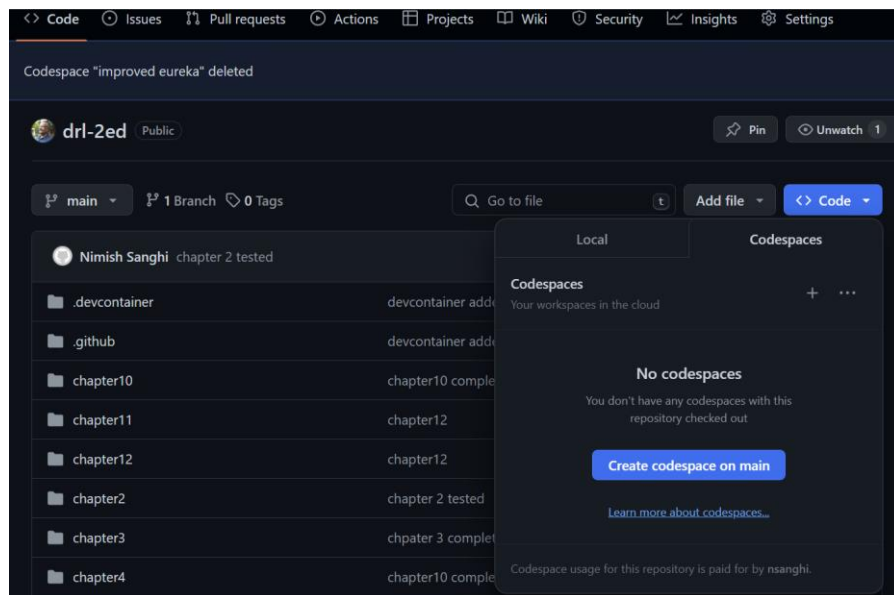 <> Code Issues Pull requests Actions Projects Wiki Security Insights Settings
Codespace "improved eureka" deleted
drl-2ed Public Pin Unwatch 1
main 1 Branch 0 Tags Go to file t Add file <> Code
Local Codespaces
Nimish Sanghi chapter 2 tested
Codespaces
Your workspaces in the cloud
.devcontainer devcontainer adde
.github devcontainer adde
No codespaces
chapter10 chapter10 comple
You don't have any codespaces with this
repository checked out
chapter11 chapter12
chapter12 chapter12
Create codespace on main
chapter2 chapter 2 tested
Learn more about codespaces...
chapter3 chpater 3 complet
chapter4 chapter10 comple
Codespace usage for this repository is paid for by nsanghi.